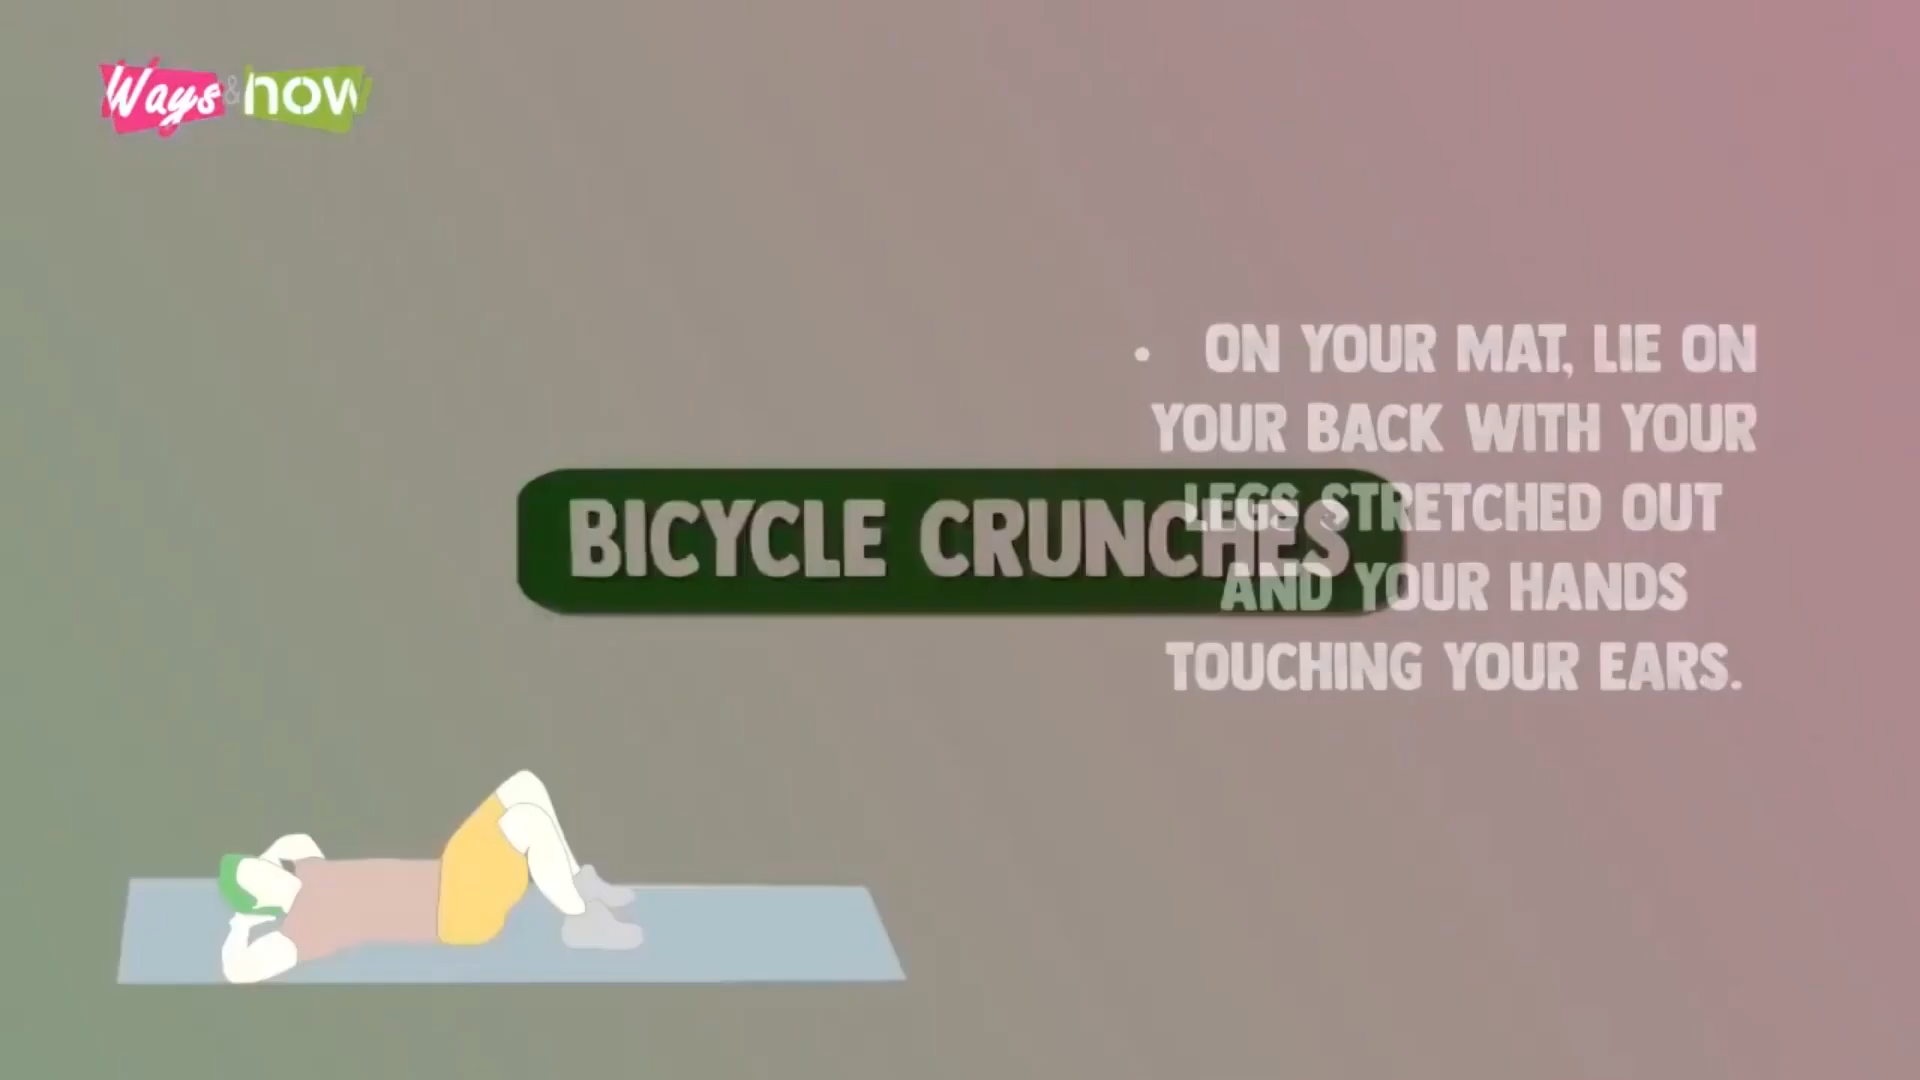 Ways & how
BICYCLE CRUNCHES
• ON YOUR MAT, LIE ON
YOUR BACK WITH YOUR
LEGS STRETCHED OUT
AND YOUR HANDS
TOUCHING YOUR EARS.